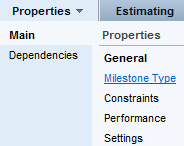 Properties Estimating
Main
Dependencies
Properties
General
Milestone Type
Constraints
Performance
Settings